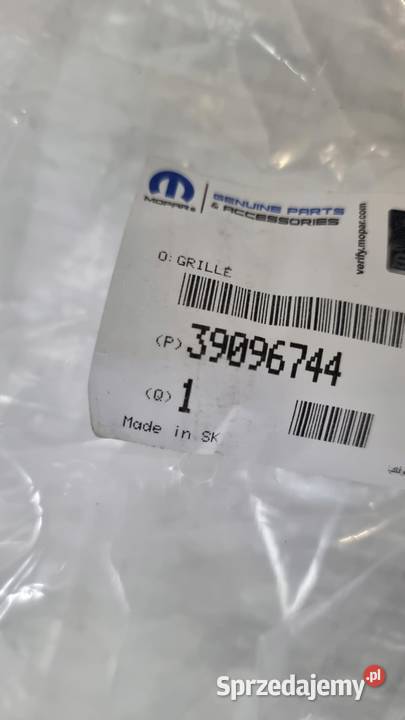 MOPAR®
GENUINE PARTS
& ACCESSORIES
verify.mopar.com
O: GRILLE
(P) 39096744
(Q) 1
Made in SK
Sprzedajemy.pl